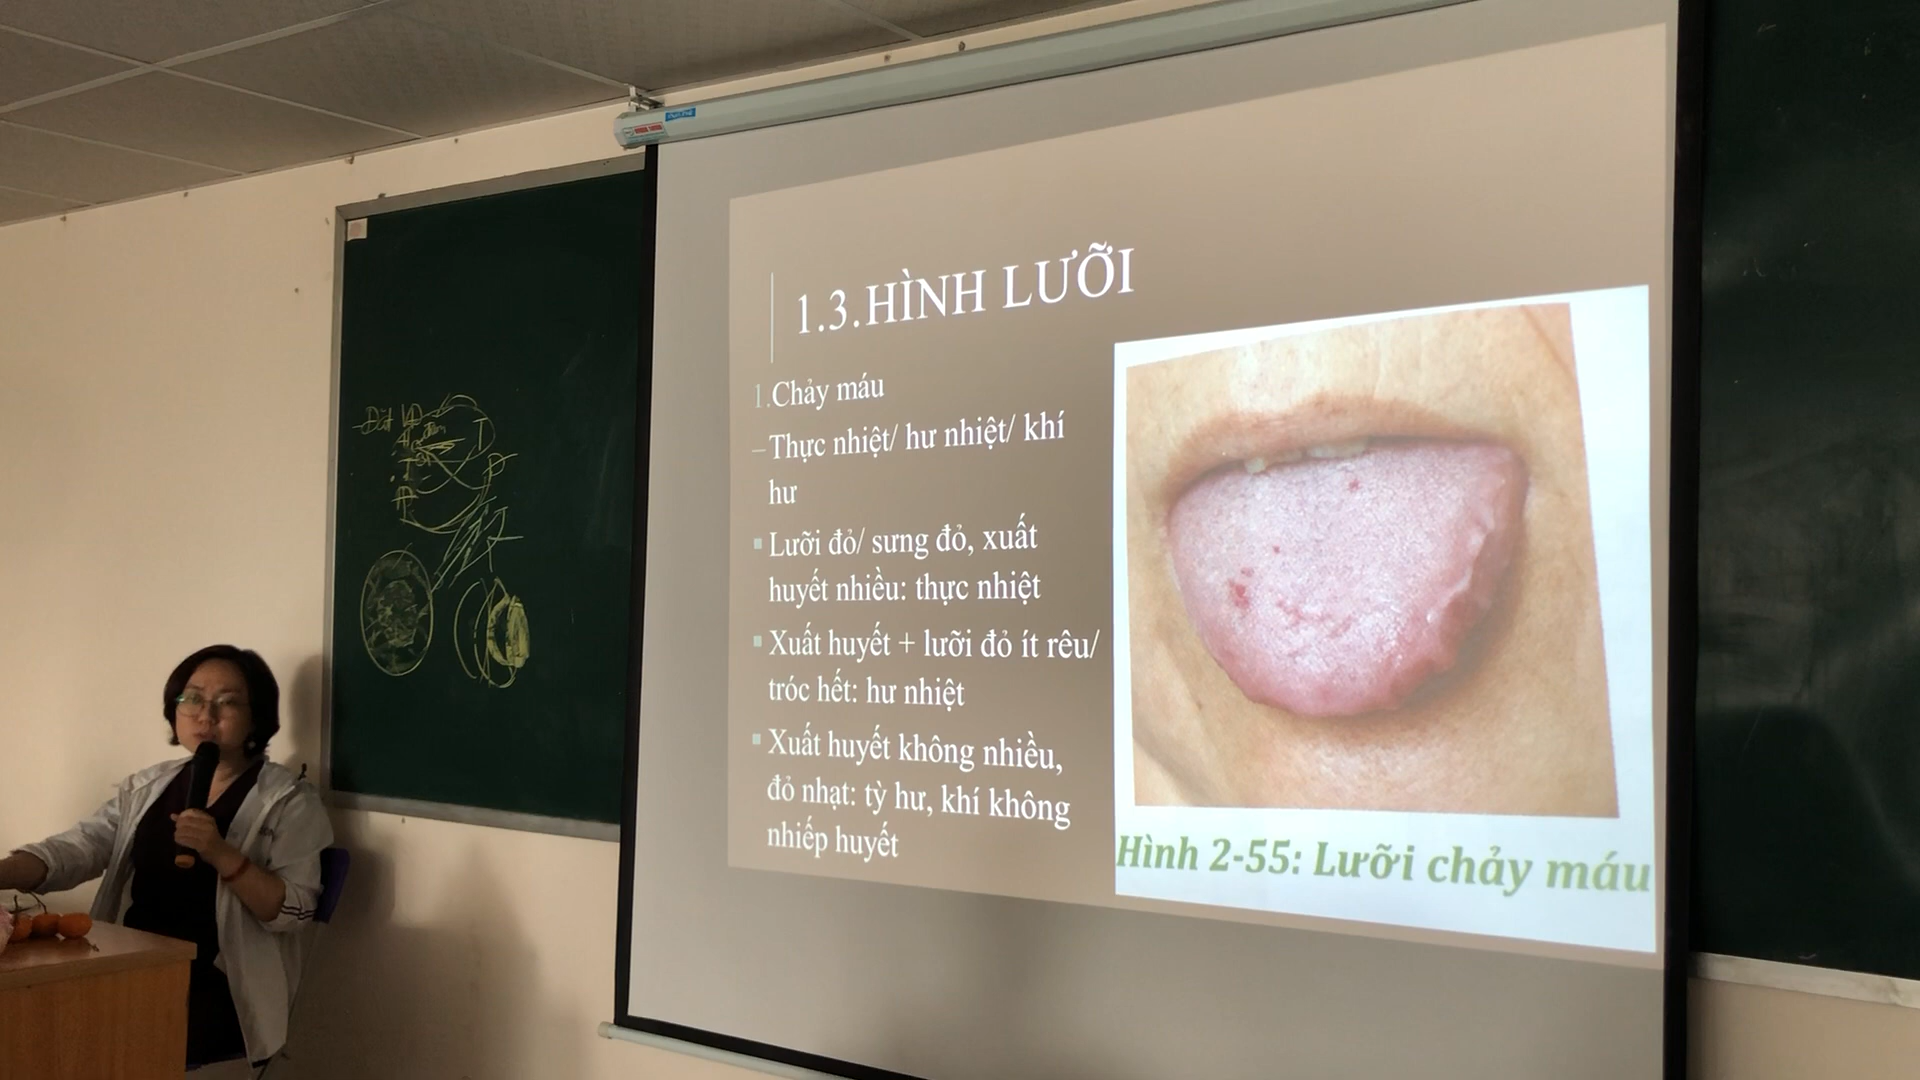 1.3.HÌNH LƯỠI
1.Chảy máu
– Thực nhiệt/ hư nhiệt/ khí
hư
▪ Lưỡi đỏ/ sưng đỏ, xuất
huyết nhiều: thực nhiệt
▪ Xuất huyết + lưỡi đỏ ít rêu/
tróc hết: hư nhiệt
▪ Xuất huyết không nhiều,
đỏ nhạt: tỳ hư, khí không
nhiếp huyết
Hình 2-55: Lưỡi chảy máu